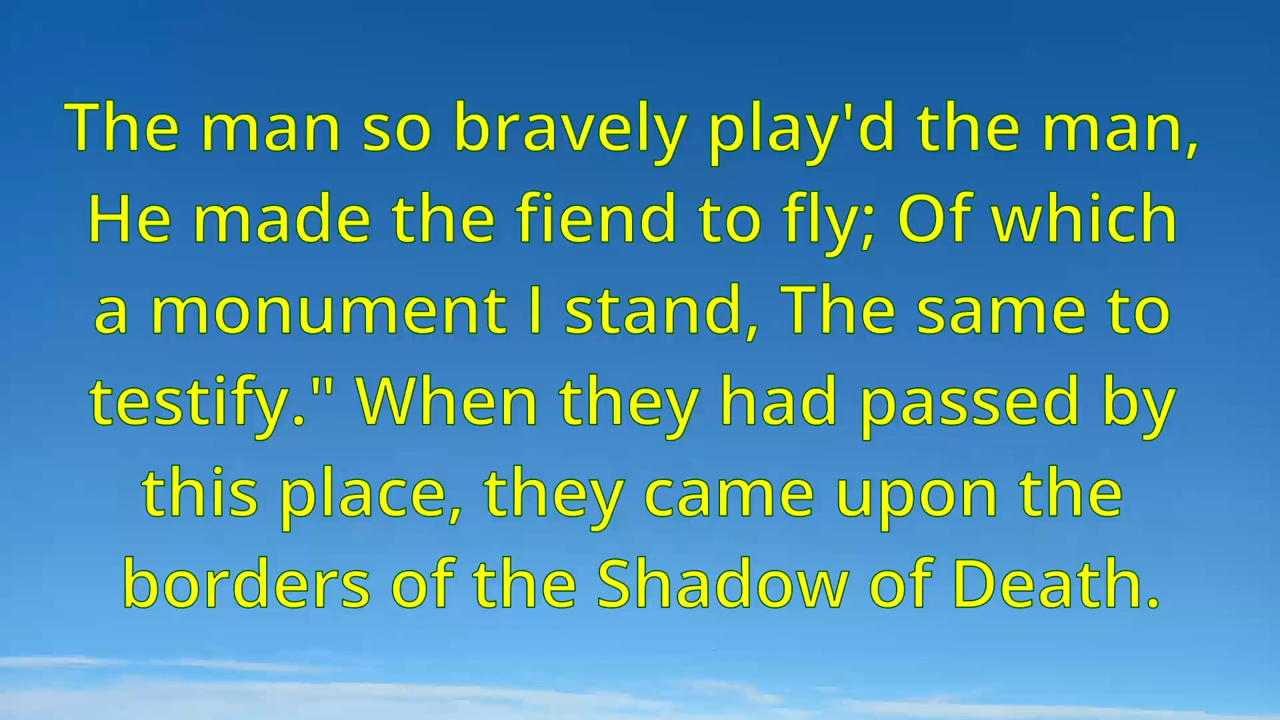 The man so bravely play'd the man,
He made the fiend to fly; Of which
a monument I stand, The same to
testify." When they had passed by
this place, they came upon the
borders of the Shadow of Death.